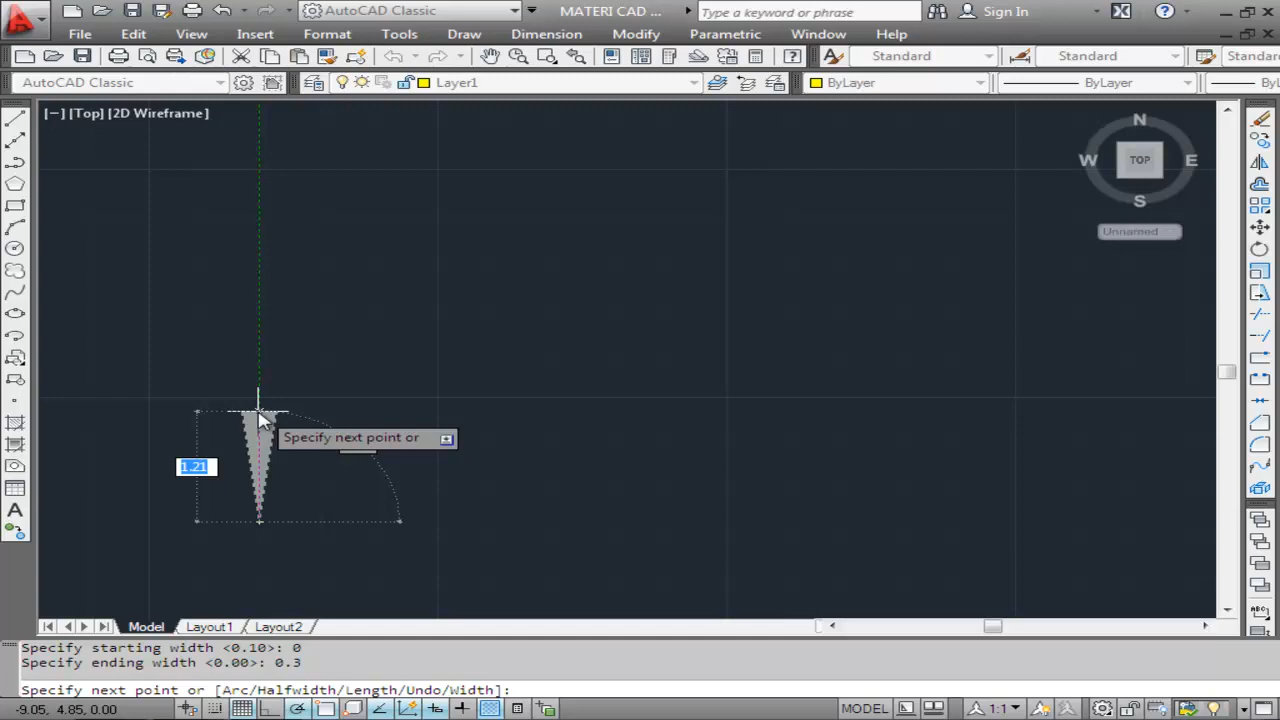 AutoCAD Classic
MATERI CAD ...
Type a keyword or phrase
Sign In
File Edit View Insert Format Tools Draw Dimension Modify Parametric Window Help
Standard
Standard
Standard
AutoCAD Classic
Layer1
ByLayer
ByLayer
[−] [Top] [2D Wireframe]
N
W
TOP
E
S
Unnamed
Specify next point or
1.21
Model Layout1 Layout2
Specify starting width <0.10>: 0
Specify ending width <0.00>: 0.3
Specify next point or [Arc/Halfwidth/Length/Undo/Width]:
-9.05, 4.85, 0.00
MODEL
1:1